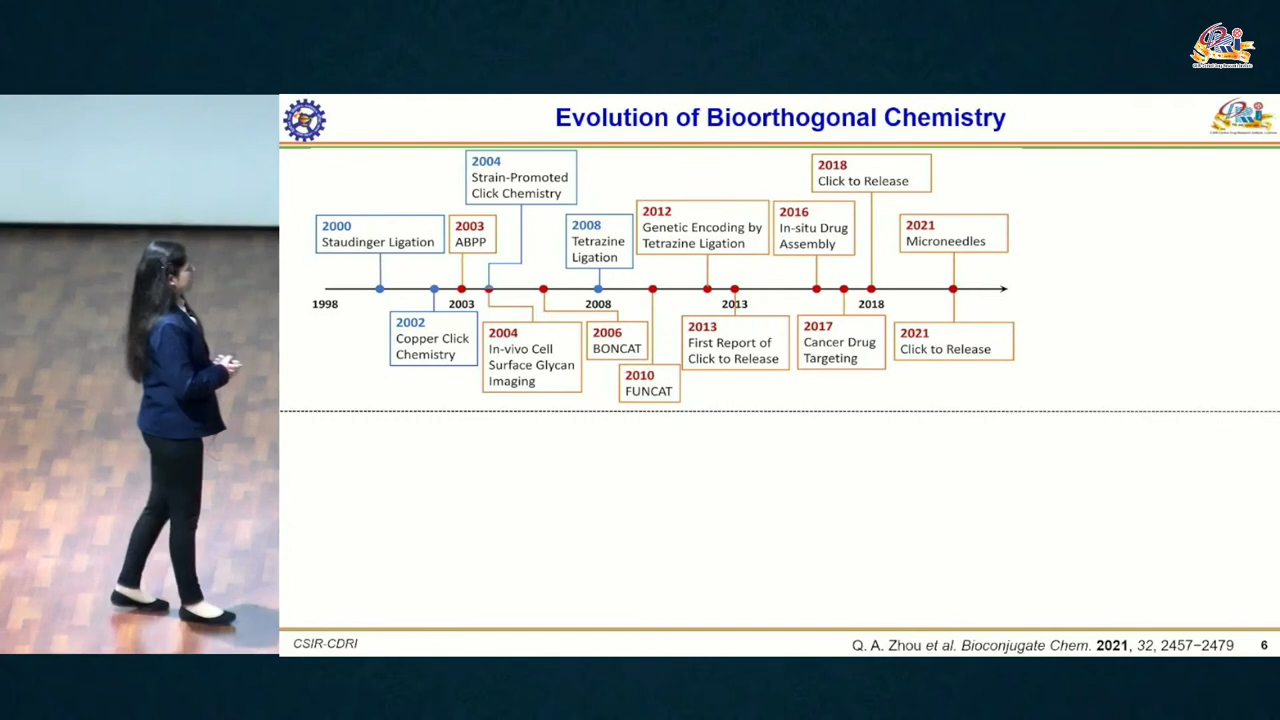 Evolution of Bioorthogonal Chemistry
2004
Strain-Promoted
Click Chemistry
2018
Click to Release
2000
Staudinger Ligation
2003
ABPP
2008
Tetrazine
Ligation
2012
Genetic Encoding by
Tetrazine Ligation
2016
In-situ Drug
Assembly
2021
Microneedles
1998
2003
2008
2013
2018
2002
Copper Click
Chemistry
2004
In-vivo Cell
Surface Glycan
Imaging
2006
BONCAT
2010
FUNCAT
2013
First Report of
Click to Release
2017
Cancer Drug
Targeting
2021
Click to Release
CSIR-CDRI
Q. A. Zhou et al. Bioconjugate Chem. 2021, 32, 2457−2479
6